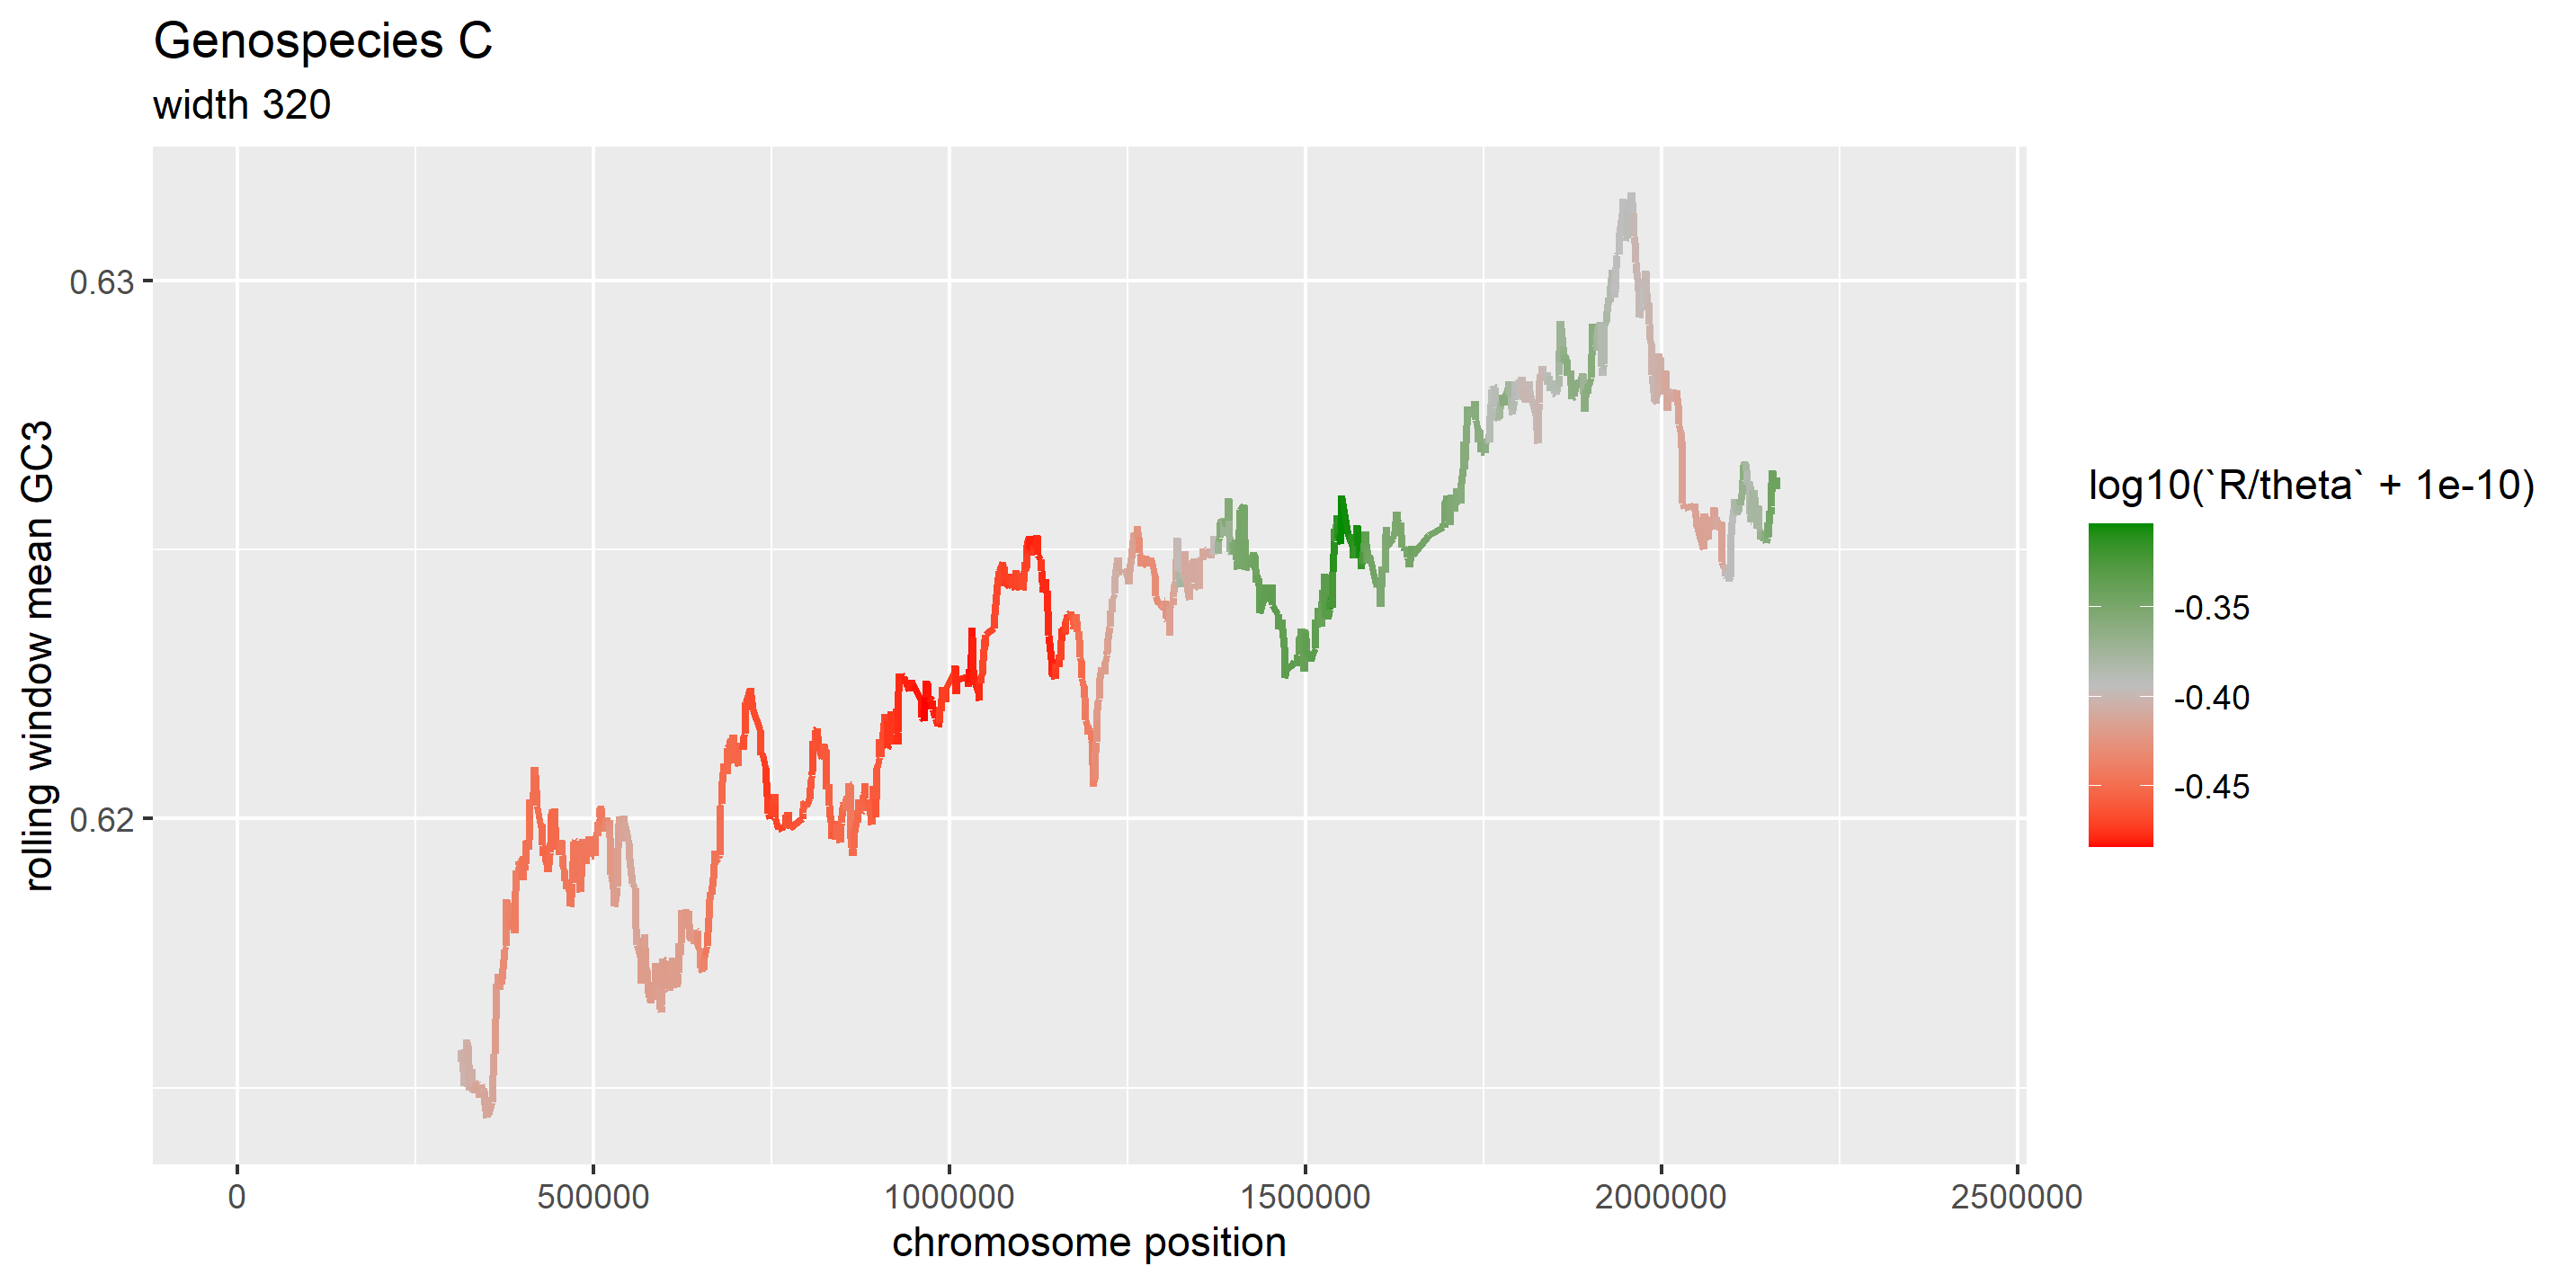 Genospecies C
width 320
rolling window mean GC3
0.63
0.62
0
500000
1000000
1500000
2000000
2500000
chromosome position
log10(`R/theta` + 1e-10)
-0.35
-0.40
-0.45